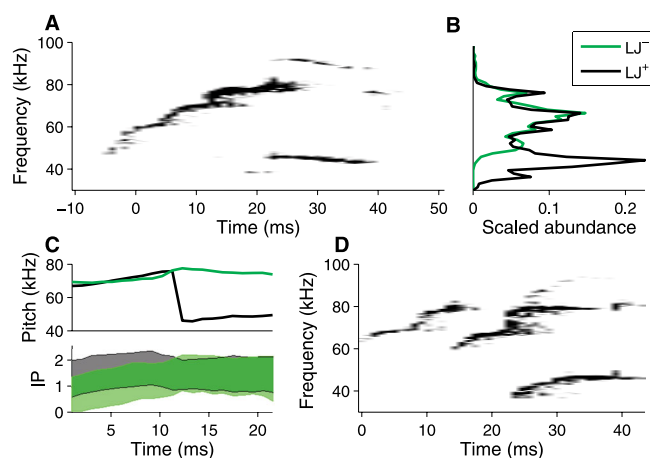 A
Frequency (kHz)
100
80
60
40
−10 0 10 20 30 40 50
Time (ms)
B
LJ−
LJ+
0 0.1 0.2
Scaled abundance
C
Pitch (kHz)
80
60
40
IP
2
1
0
5 10 15 20
Time (ms)
D
Frequency (kHz)
100
80
60
40
0 10 20 30 40
Time (ms)